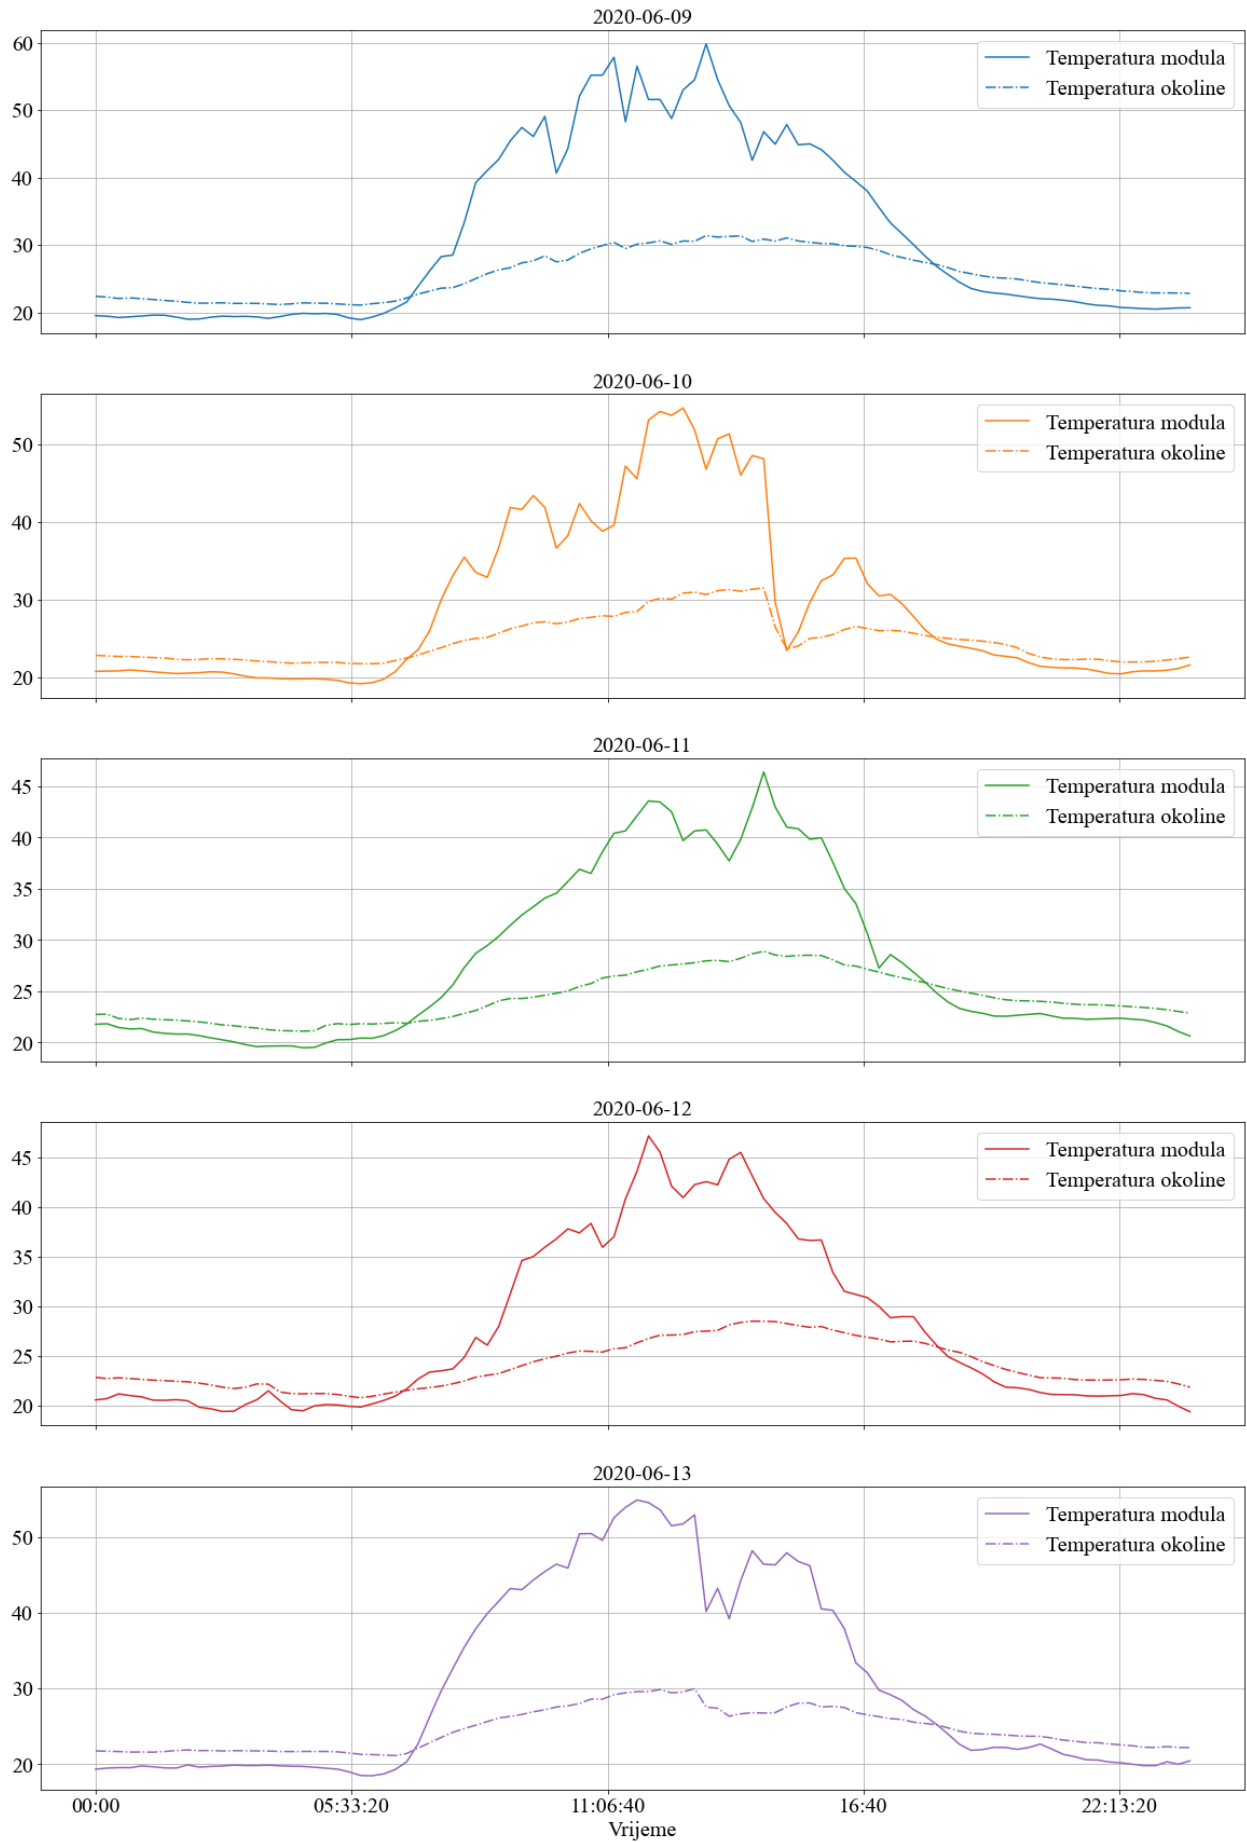 2020-06-09
60
50
40
30
20
Temperatura modula
Temperatura okoline
2020-06-10
50
40
30
20
Temperatura modula
Temperatura okoline
2020-06-11
45
40
35
30
25
20
Temperatura modula
Temperatura okoline
2020-06-12
45
40
35
30
25
20
Temperatura modula
Temperatura okoline
2020-06-13
50
40
30
20
Temperatura modula
Temperatura okoline
00:00 05:33:20 11:06:40 16:40 22:13:20
Vrijeme